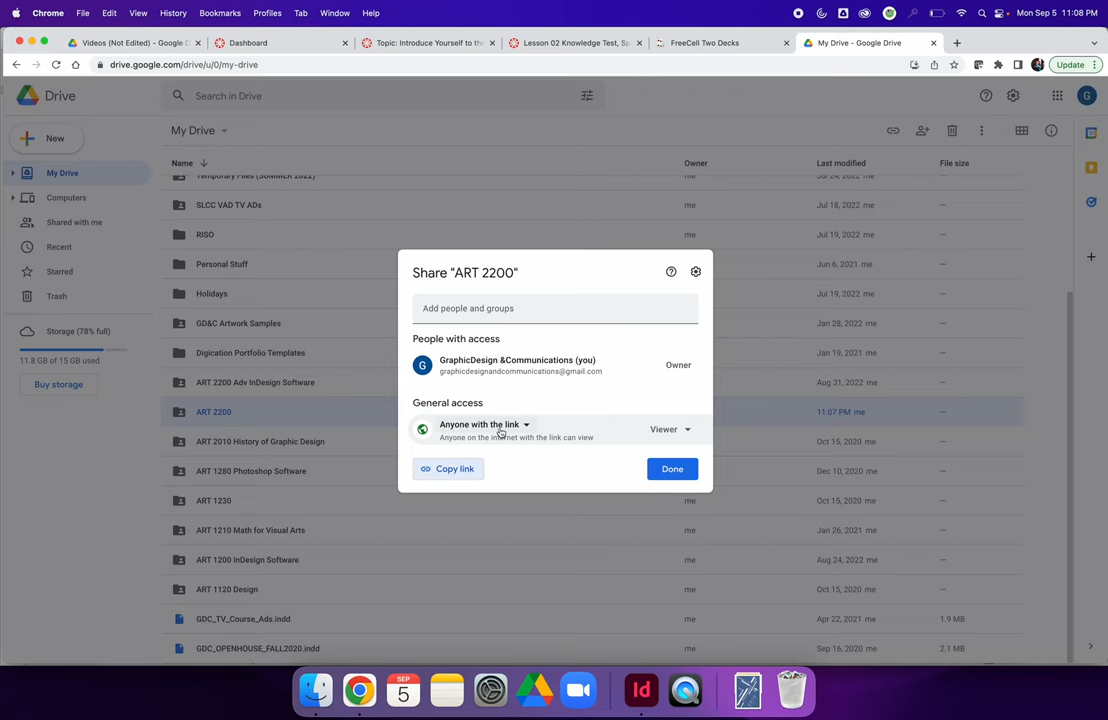 Chrome File Edit View History Bookmarks Profiles Tab Window Help Mon Sep 5 11:08 PM
Videos (Not Edited) - Google D Dashboard Topic: Introduce Yourself to the Lesson 02 Knowledge Test, Sp FreeCell Two Decks My Drive - Google Drive
drive.google.com/drive/u/0/my-drive Update
Drive Search in Drive G
New My Drive
Name Owner Last modified File size
My Drive Temporary Files (SUMMER 2022) me Jul 24, 2022 me —
Computers SLCC VAD TV ADs me Jul 18, 2022 me —
Shared with me RISO me Jul 19, 2022 me —
Recent Personal Stuff me Jun 6, 2021 me —
Starred Holidays me Jul 19, 2022 me —
Trash GD&C Artwork Samples me Jan 28, 2022 me —
Storage (78% full) Digication Portfolio Templates me Jan 19, 2021 me —
11.8 GB of 15 GB used
Buy storage ART 2200 Adv InDesign Software Aug 31, 2022 me —
ART 2200 11:07 PM me —
ART 2010 History of Graphic Design Oct 15, 2020 me —
ART 1280 Photoshop Software Dec 10, 2020 me —
ART 1230 me Oct 15, 2020 me —
ART 1210 Math for Visual Arts me Jan 26, 2021 me —
ART 1200 InDesign Software me Aug 24, 2022 me —
ART 1120 Design me Oct 15, 2020 me —
GDC_TV_Course_Ads.indd me Apr 22, 2021 me 1.9 MB
GDC_OPENHOUSE_FALL2020.indd me Sep 16, 2020 me 2.1 MB
Share "ART 2200"
Add people and groups
People with access
G GraphicDesign &Communications (you) Owner
graphicdesignandcommunications@gmail.com
General access
Anyone with the link Viewer
Anyone on the internet with the link can view
Copy link Done
SEP
5
Id